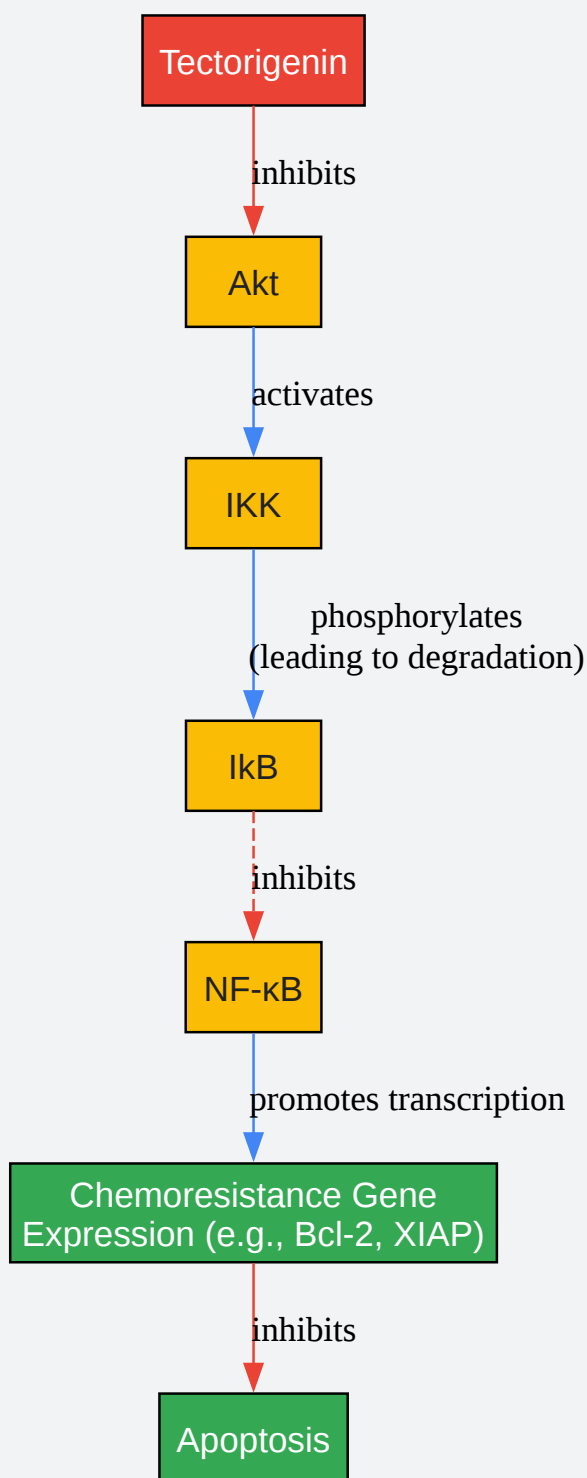 Tectorigenin
inhibits
Akt
activates
IKK
phosphorylates
(leading to degradation)
IkB
inhibits
NF-κB
promotes transcription
Chemoresistance Gene
Expression (e.g., Bcl-2, XIAP)
inhibits
Apoptosis